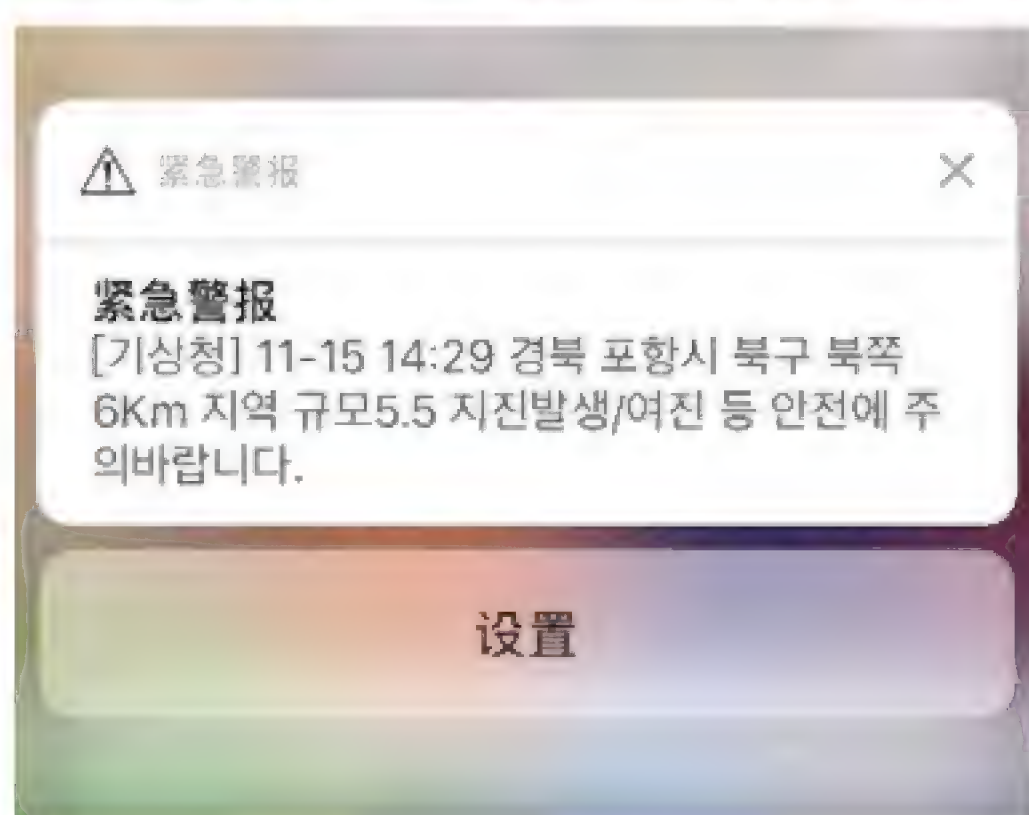 紧急警报
紧急警报
[기상청] 11-15 14:29 경북 포항시 북구 북쪽
6Km 지역 규모5.5 지진발생/여진 등 안전에 주
의바랍니다.
设置